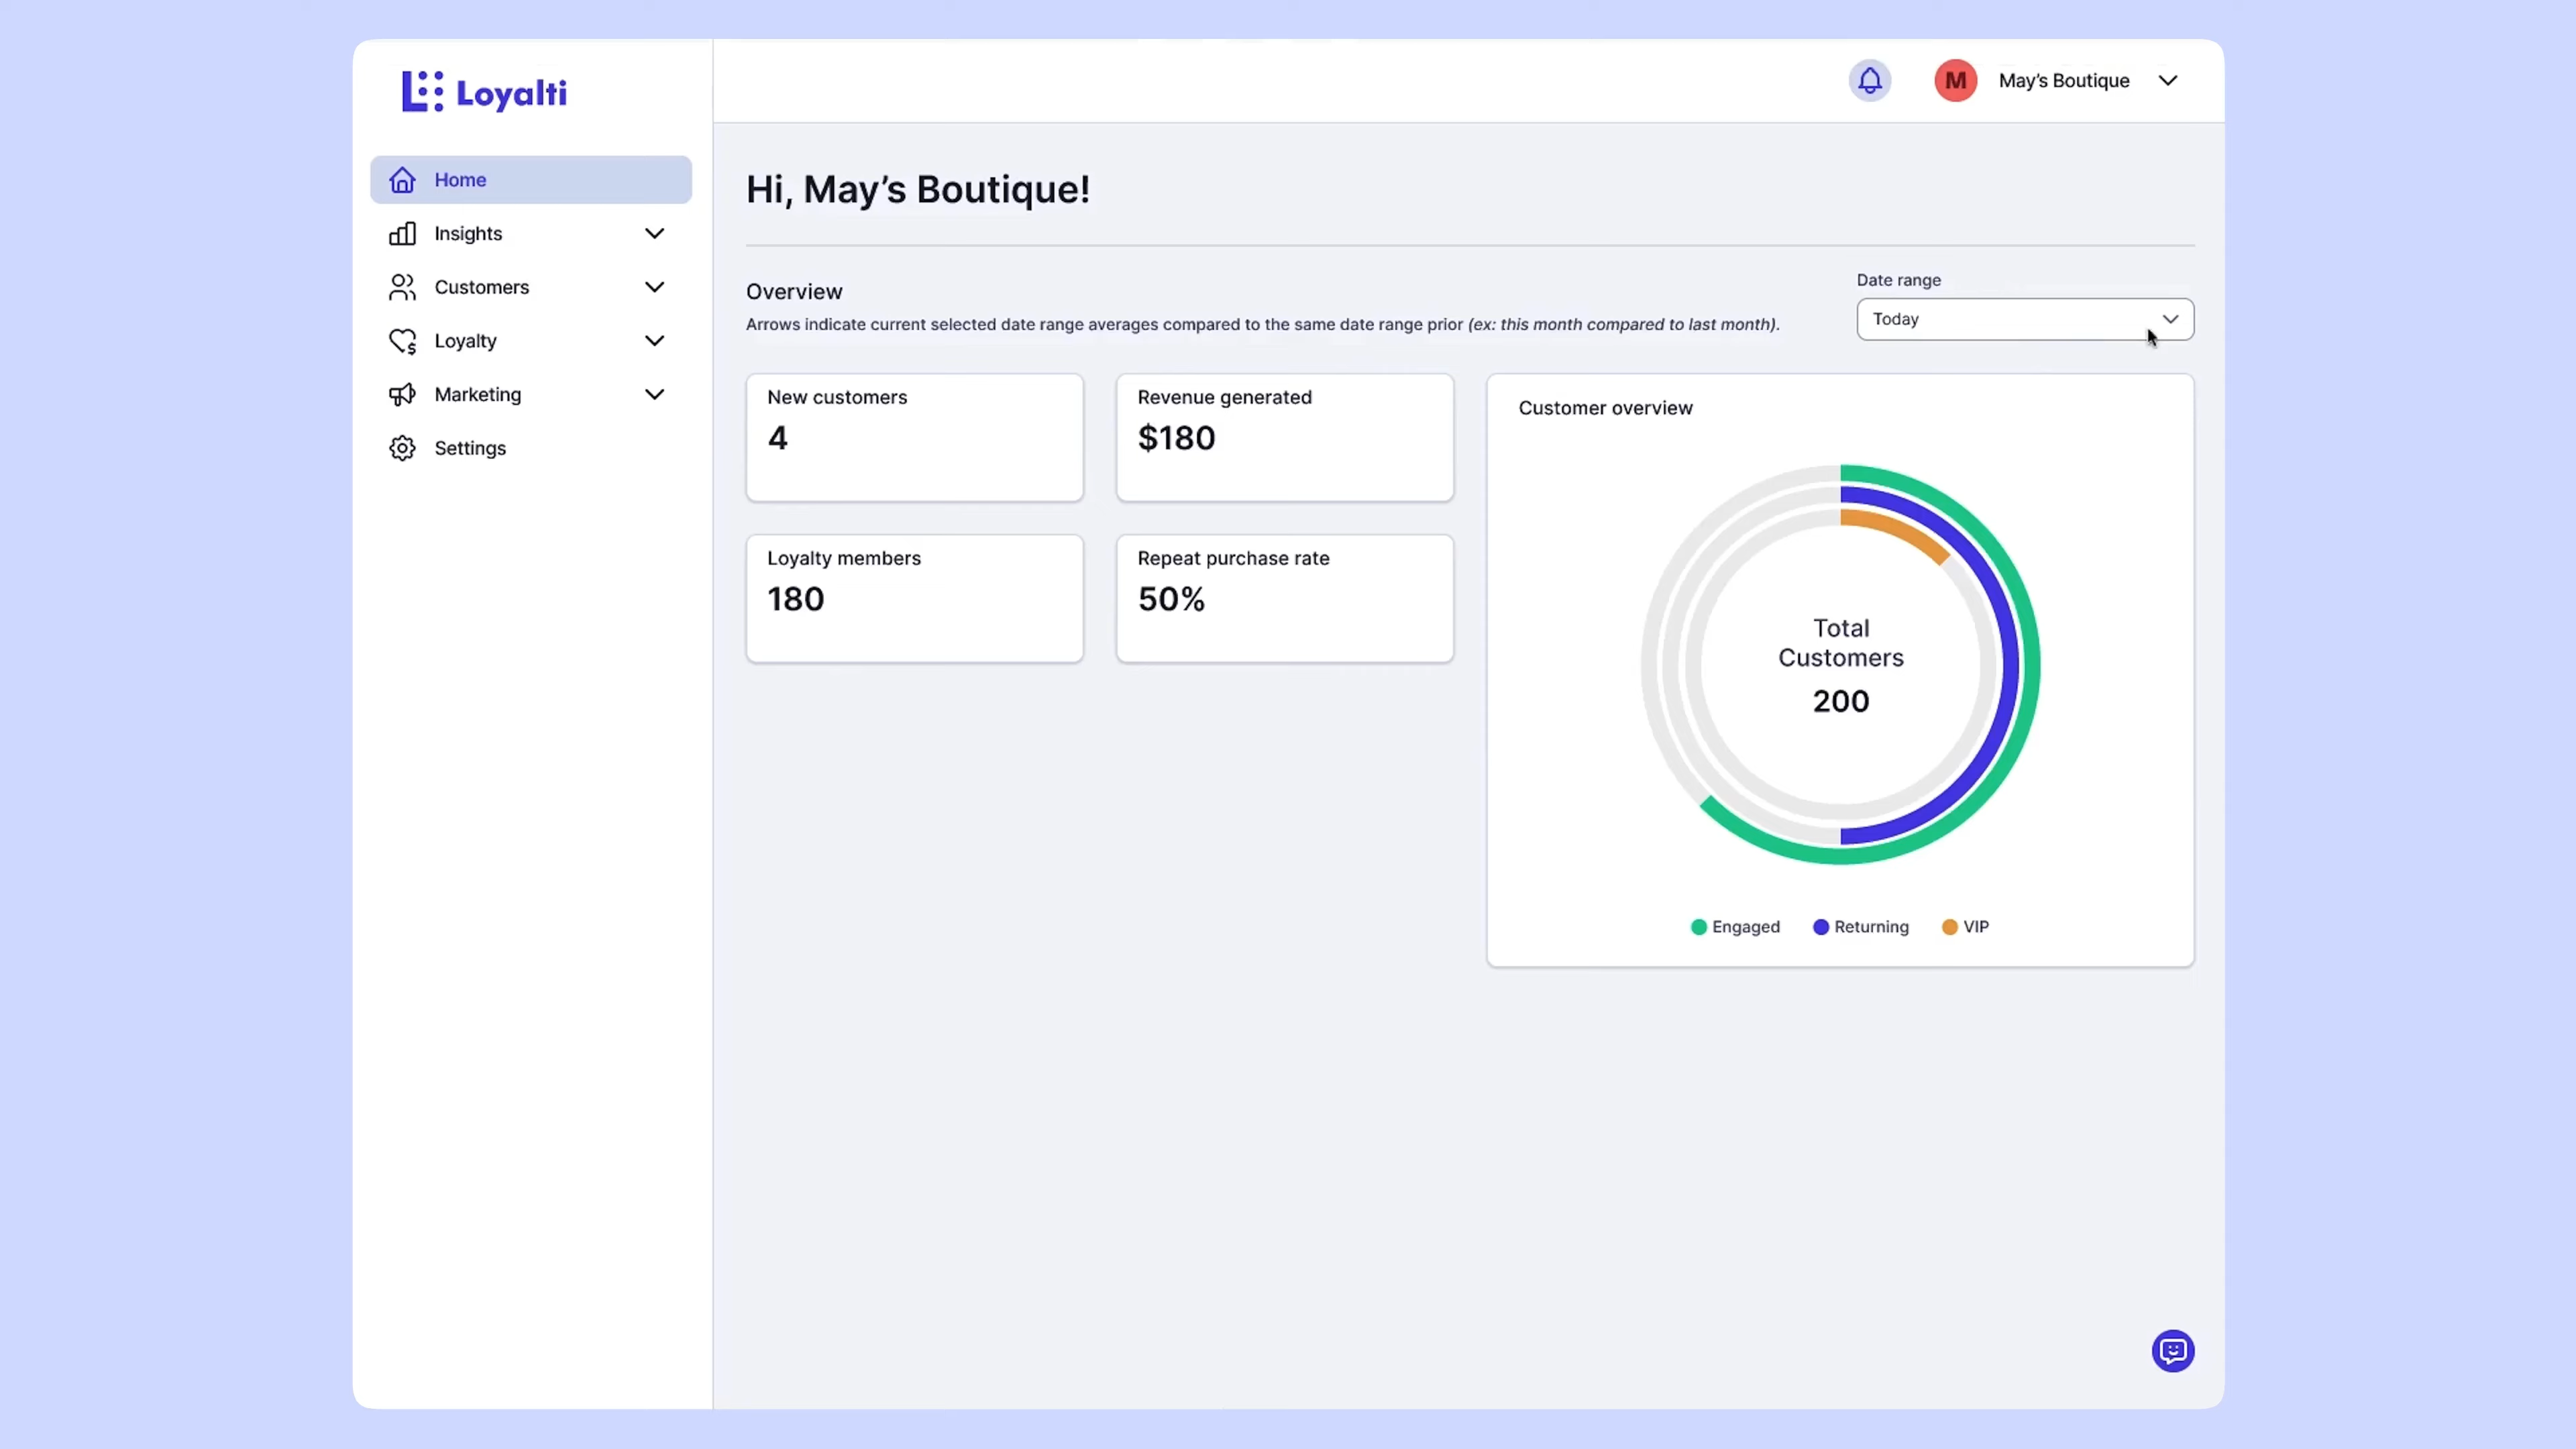 Loyalti
M
May’s Boutique
Home
Insights
Customers
Loyalty
Marketing
Settings
Hi, May’s Boutique!
Overview
Arrows indicate current selected date range averages compared to the same date range prior (ex: this month compared to last month).
Date range
Today
New customers
4
Revenue generated
$180
Loyalty members
180
Repeat purchase rate
50%
Customer overview
Total
Customers
200
Engaged
Returning
VIP